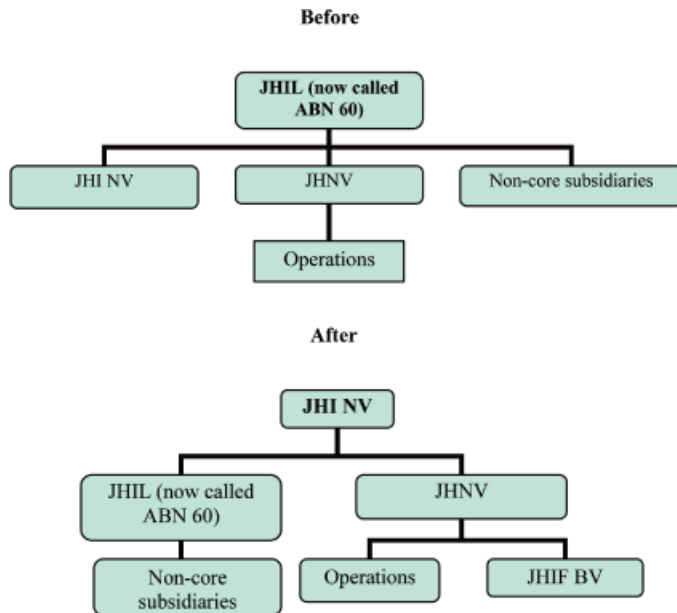 Before
JHIL (now called
ABN 60)
JHI NV
JHNV
Non-core subsidiaries
Operations
After
JHI NV
JHIL (now called
ABN 60)
JHNV
Non-core
subsidiaries
Operations
JHIF BV